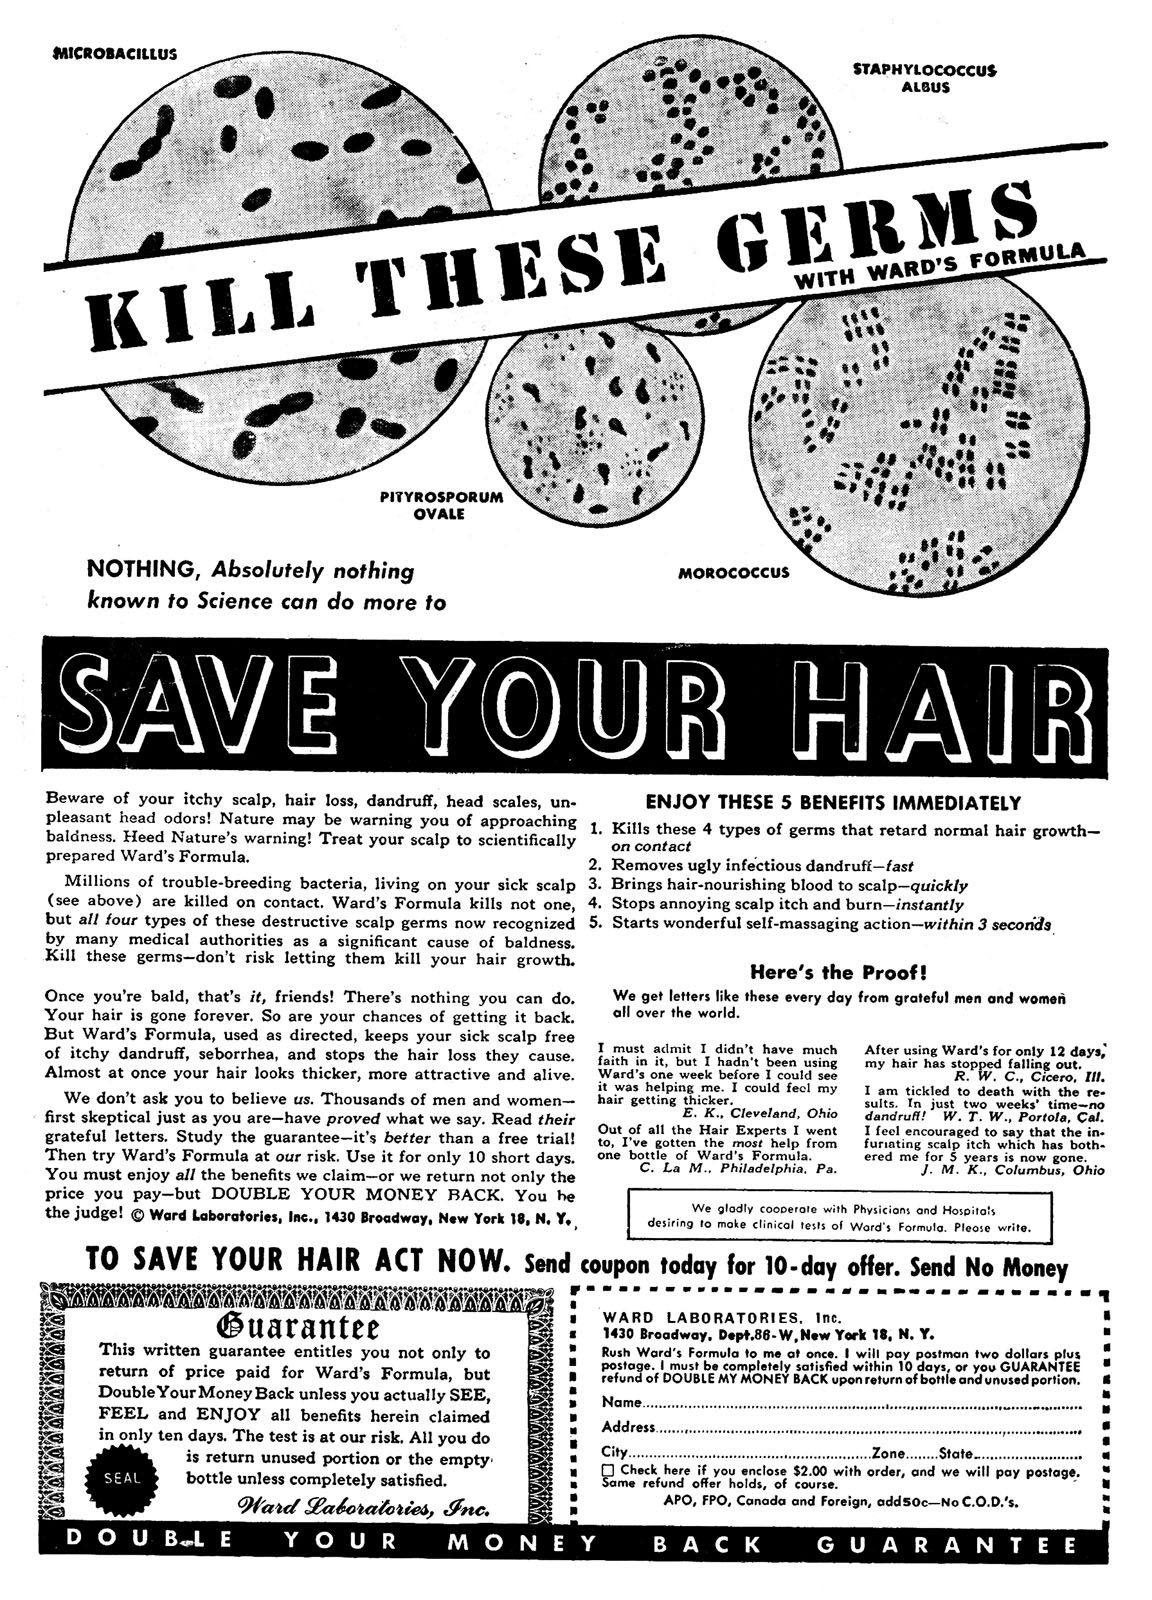 MICROBACILLUS
STAPHYLOCOCCUS
ALBUS
KILL THESE GERMS
WITH WARD'S FORMULA
PITYROSPORUM
OVALE
MOROCOCCUS
NOTHING, Absolutely nothing
known to Science can do more to
SAVE YOUR HAIR
Beware of your itchy scalp, hair loss, dandruff, head scales, un-
pleasant head odors! Nature may be warning you of approaching
baldness. Heed Nature's warning! Treat your scalp to scientifically
prepared Ward's Formula.
Millions of trouble-breeding bacteria, living on your sick scalp
(see above) are killed on contact. Ward's Formula kills not one,
but all four types of these destructive scalp germs now recognized
by many medical authorities as a significant cause of baldness.
Kill these germs—don't risk letting them kill your hair growth.
Once you're bald, that's it, friends! There's nothing you can do.
Your hair is gone forever. So are your chances of getting it back.
But Ward's Formula, used as directed, keeps your sick scalp free
of itchy dandruff, seborrhea, and stops the hair loss they cause.
Almost at once your hair looks thicker, more attractive and alive.
We don't ask you to believe us. Thousands of men and women—
first skeptical just as you are—have proved what we say. Read their
grateful letters. Study the guarantee—it's better than a free trial!
Then try Ward's Formula at our risk. Use it for only 10 short days.
You must enjoy all the benefits we claim—or we return not only the
price you pay—but DOUBLE YOUR MONEY BACK. You be
the judge! © Ward Laboratories, Inc., 1430 Broadway, New York 18, N. Y.
ENJOY THESE 5 BENEFITS IMMEDIATELY
1. Kills these 4 types of germs that retard normal hair growth—
on contact
2. Removes ugly infectious dandruff—fast
3. Brings hair-nourishing blood to scalp—quickly
4. Stops annoying scalp itch and burn—instantly
5. Starts wonderful self-massaging action—within 3 seconds
Here's the Proof!
We get letters like these every day from grateful men and women
all over the world.
I must admit I didn't have much
faith in it, but I hadn't been using
Ward's one week before I could see
it was helping me. I could feel my
hair getting thicker.
E. K., Cleveland, Ohio
Out of all the Hair Experts I went
to, I've gotten the most help from
one bottle of Ward's Formula.
C. La M., Philadelphia, Pa.
After using Ward's for only 12 days,
my hair has stopped falling out.
R. W. C., Cicero, Ill.
I am tickled to death with the re-
sults. In just two weeks' time—no
dandruff! W. T. W., Portola, Cal.
I feel encouraged to say that the in-
furiating scalp itch which has both-
ered me for 5 years is now gone.
J. M. K., Columbus, Ohio
We gladly cooperate with Physicians and Hospitals
desiring to make clinical tests of Ward's Formula. Please write.
TO SAVE YOUR HAIR ACT NOW. Send coupon today for 10-day offer. Send No Money
Guarantee
This written guarantee entitles you not only to
return of price paid for Ward's Formula, but
Double Your Money Back unless you actually SEE,
FEEL and ENJOY all benefits herein claimed
in only ten days. The test is at our risk. All you do
is return unused portion or the empty
bottle unless completely satisfied.
SEAL
Ward Laboratories, Inc.
WARD LABORATORIES, Inc.
1430 Broadway, Dept.86-W, New York 18, N. Y.
Rush Ward's Formula to me at once. I will pay postman two dollars plus
postage. I must be completely satisfied within 10 days, or you GUARANTEE
refund of DOUBLE MY MONEY BACK upon return of bottle and unused portion.
Name
Address
City Zone State
Check here if you enclose $2.00 with order, and we will pay postage.
Same refund offer holds, of course.
APO, FPO, Canada and Foreign, add 50c—No C.O.D.'s.
DOUBLE YOUR MONEY BACK GUARANTEE